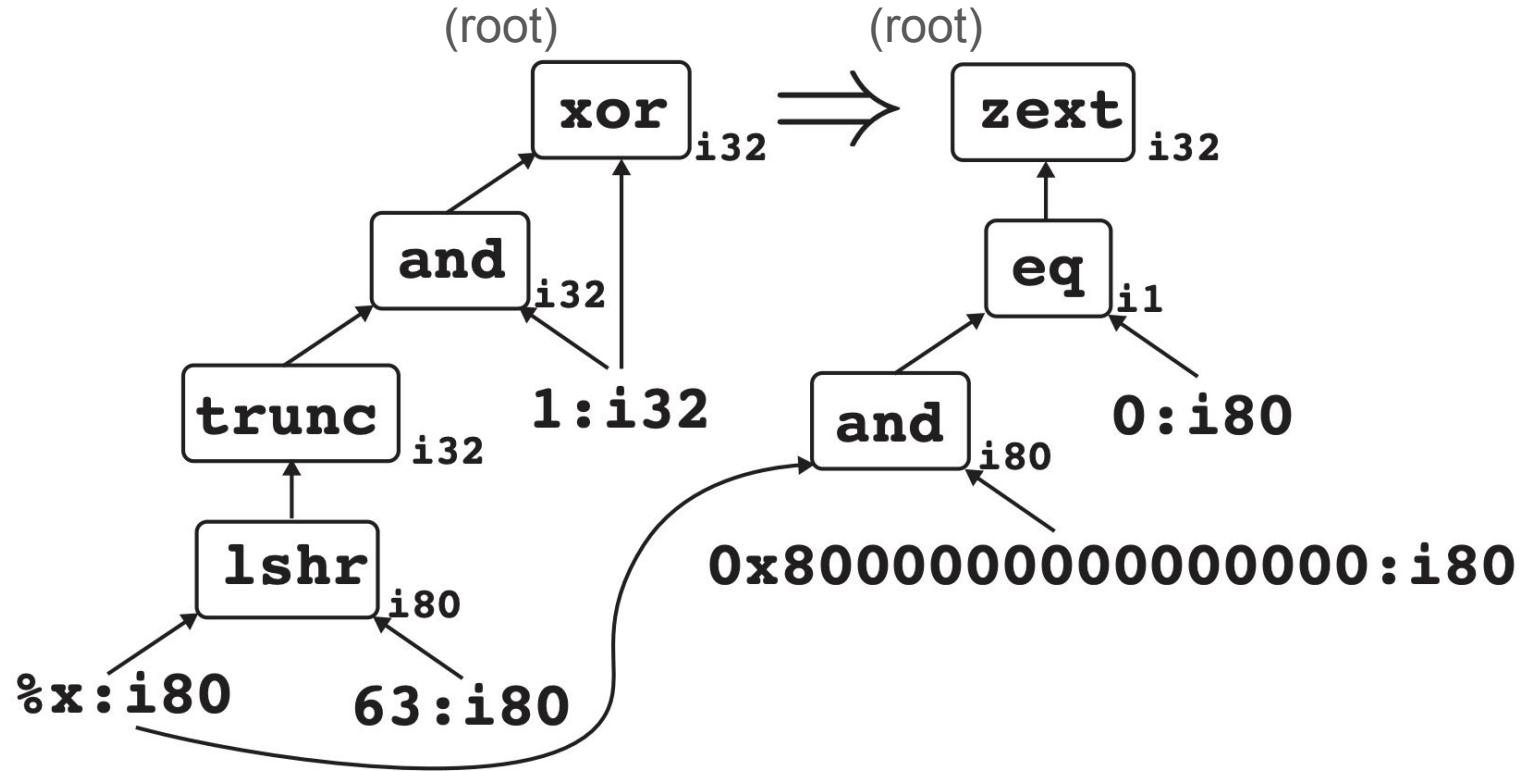 (root) (root)
xor i32 zext i32
and i32 eq i1
trunc i32 1:i32 and i80 0:i80
lshr i80 0x8000000000000000:i80
%x:i80 63:i80